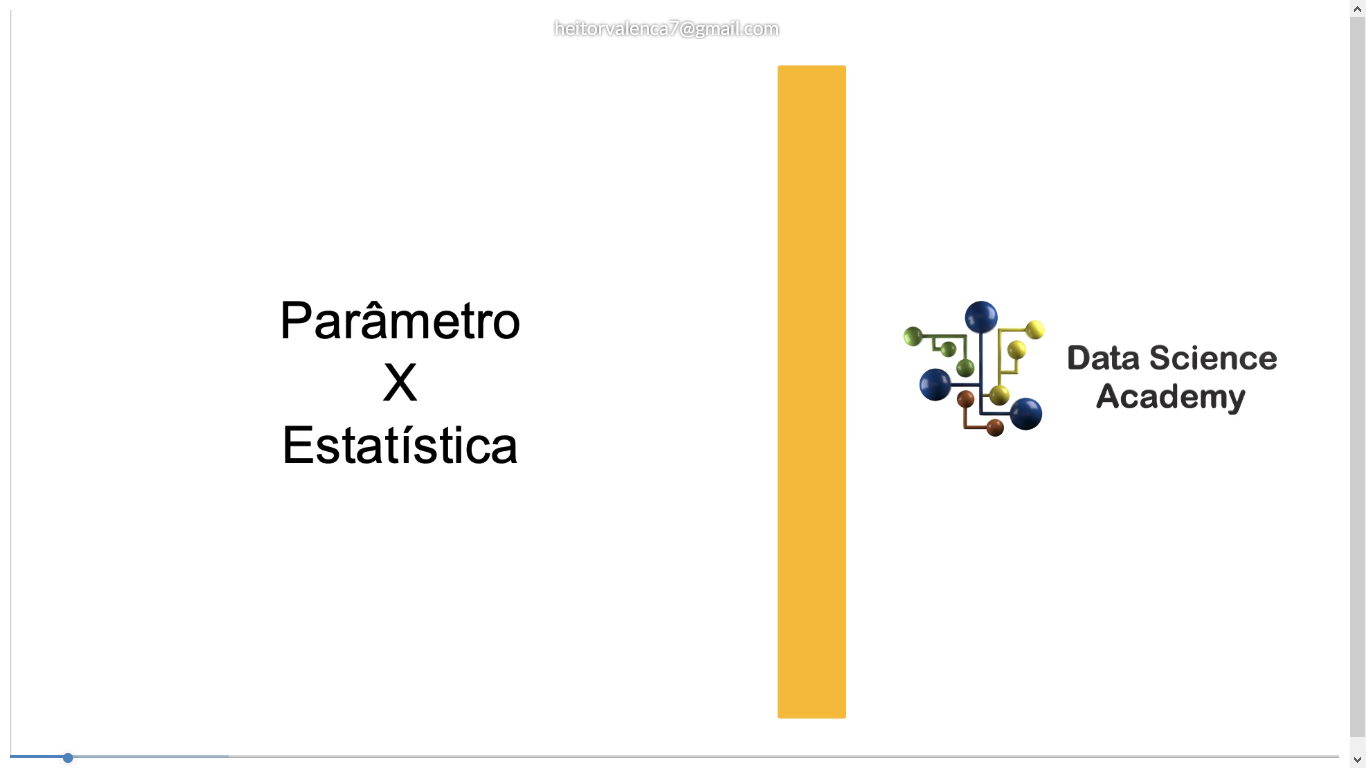 heitorvalenca7@gmail.com
Parâmetro
X
Estatística
Data Science
Academy